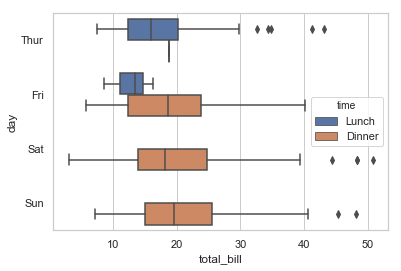 Thur
Fri
Sat
Sun
day
time
Lunch
Dinner
10
20
30
40
50
total_bill